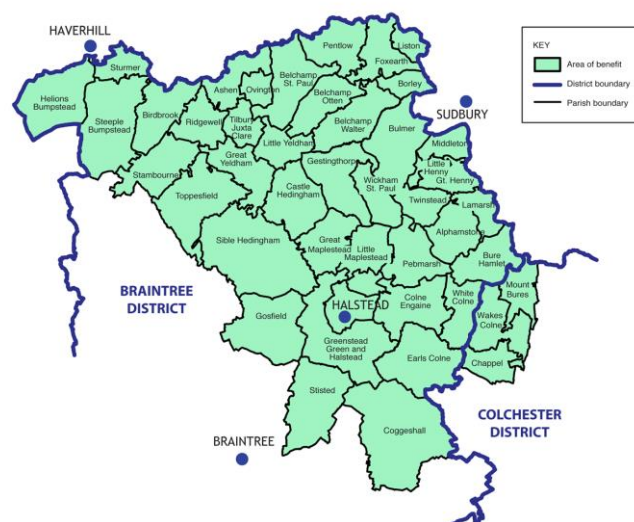 HAVERHILL
KEY
Area of benefit
District boundary
Parish boundary
Sturmer
Helions
Bumpstead
Steeple
Bumpstead
Birdbrook
Ridgewell
Ashen
Ovington
Tilbury
Juxta
Clare
Belchamp
St. Paul
Pentlow
Liston
Foxearth
Borley
Belchamp
Otten
Belchamp
Walter
Bulmer
SUDBURY
Middleton
Little
Henny
Gt. Henny
Little Yeldham
Great
Yeldham
Stambourne
Toppesfield
Gestingthorpe
Castle
Hedingham
Wickham
St. Paul
Twinstead
Lamarsh
Alphamstone
Sible Hedingham
Great
Maplestead
Little
Maplestead
Pebmarsh
Bure
Hamlet
Mount
Bures
BRAINTREE
DISTRICT
Gosfield
HALSTEAD
Colne
Engaine
White
Colne
Wakes
Colne
Greenstead
Green and
Halstead
Earls Colne
Chappel
Stisted
Coggeshall
COLCHESTER
DISTRICT
BRAINTREE